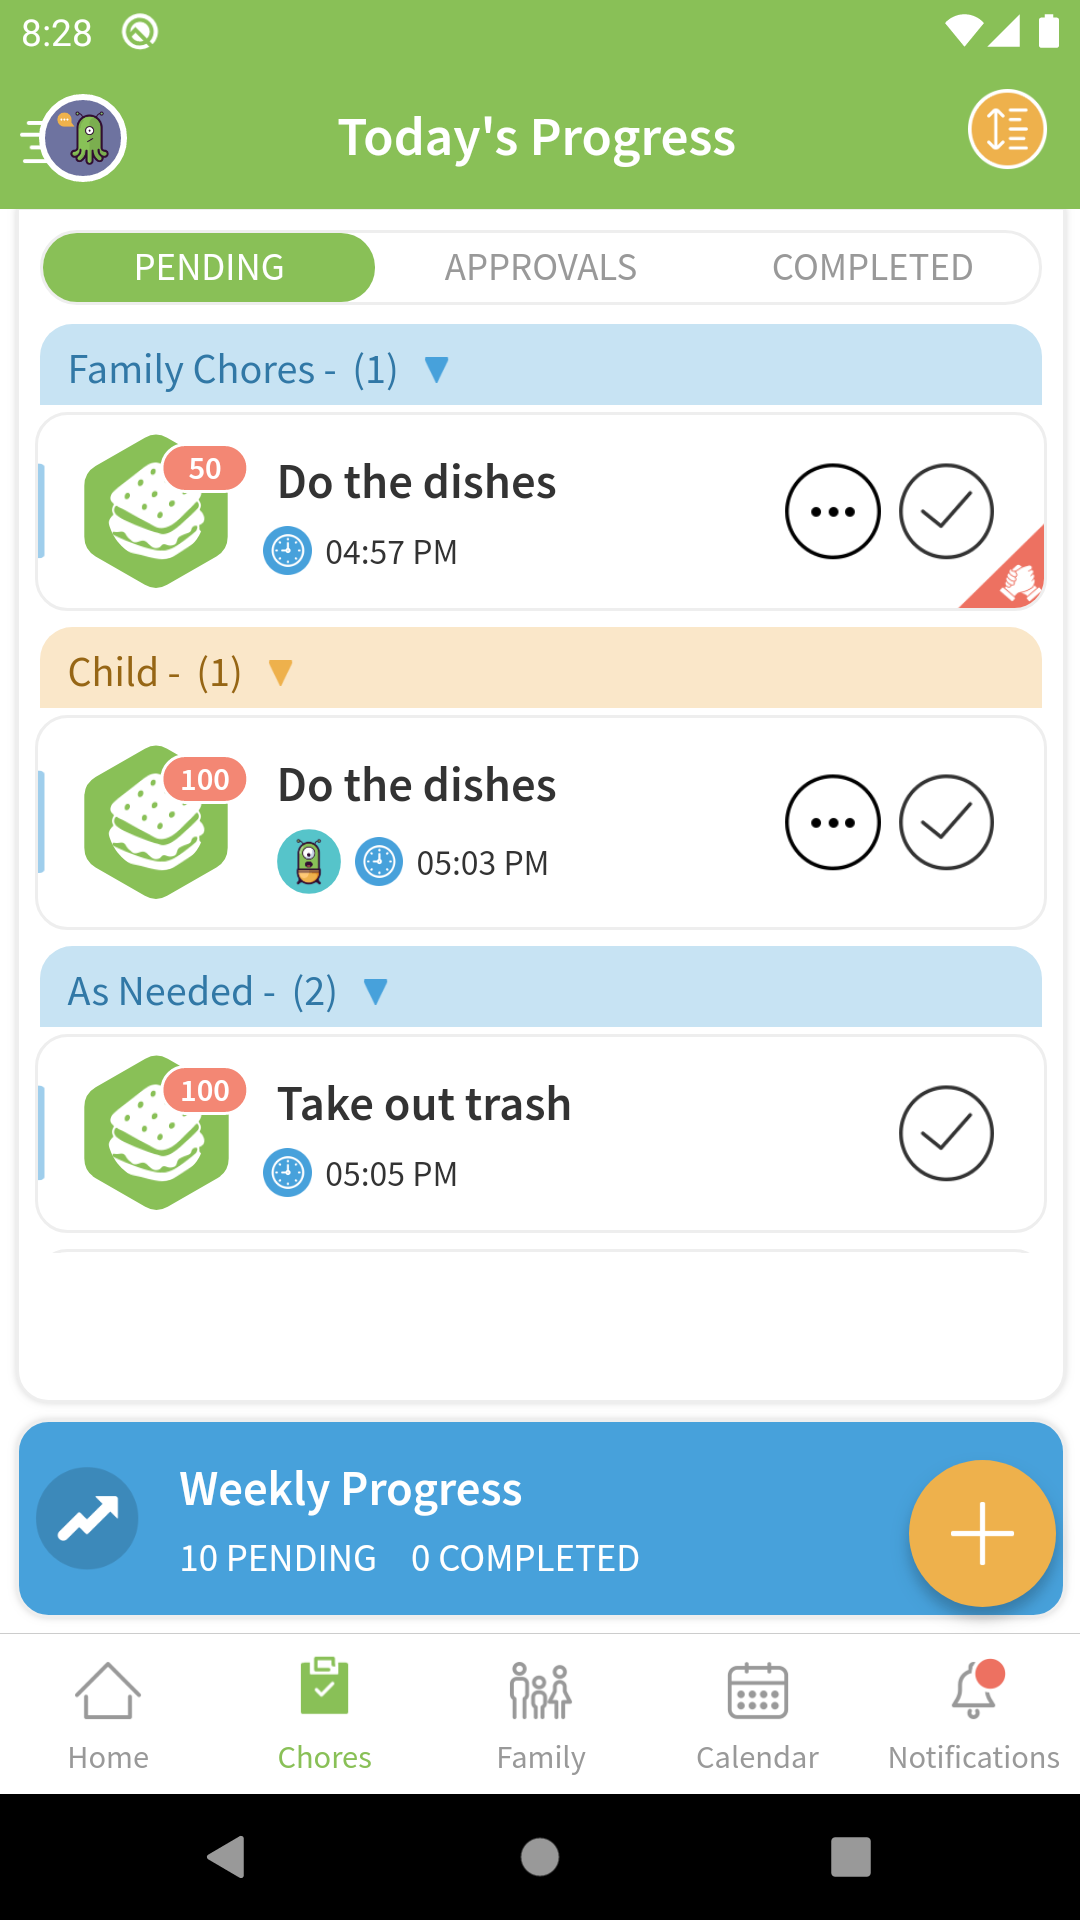 8:28
Today's Progress
PENDING APPROVALS COMPLETED
Family Chores - (1)
50
Do the dishes
04:57 PM
Child - (1)
100
Do the dishes
05:03 PM
As Needed - (2)
100
Take out trash
05:05 PM
Weekly Progress
10 PENDING 0 COMPLETED
Home Chores Family Calendar Notifications